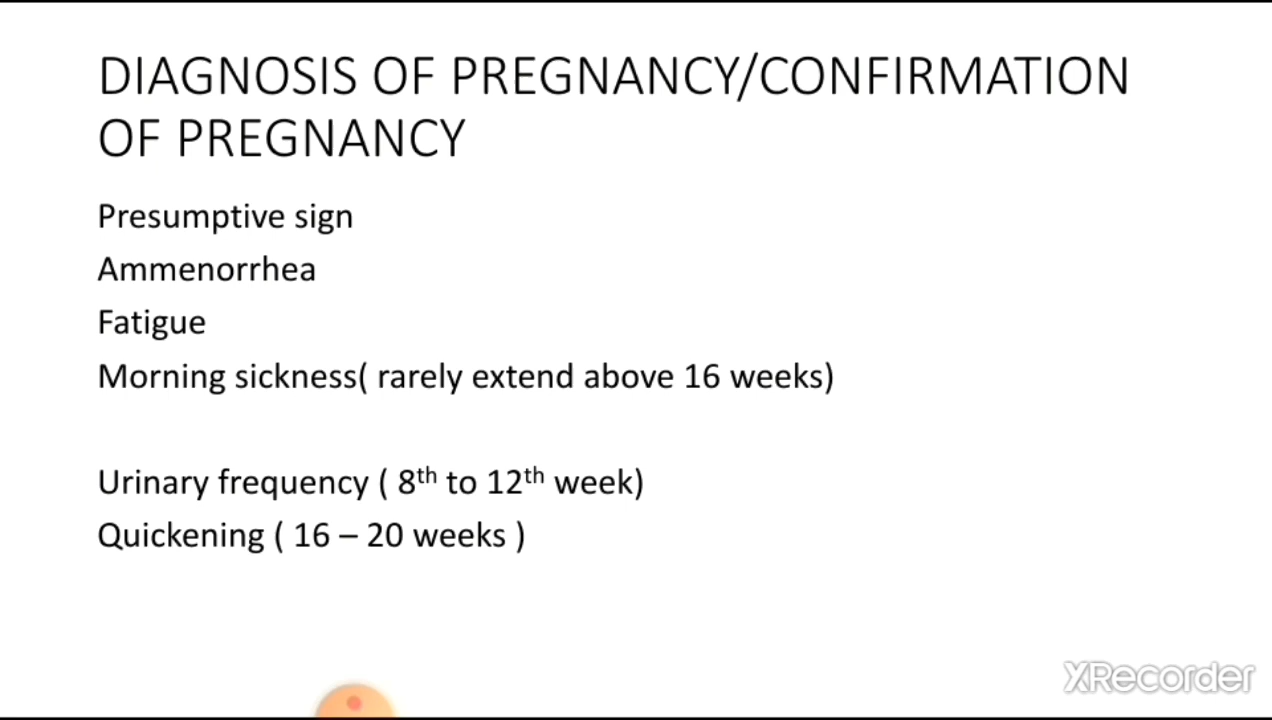 DIAGNOSIS OF PREGNANCY/CONFIRMATION
OF PREGNANCY
Presumptive sign
Ammenorrhea
Fatigue
Morning sickness( rarely extend above 16 weeks)
Urinary frequency ( 8th to 12th week)
Quickening ( 16 – 20 weeks )
XRecorder